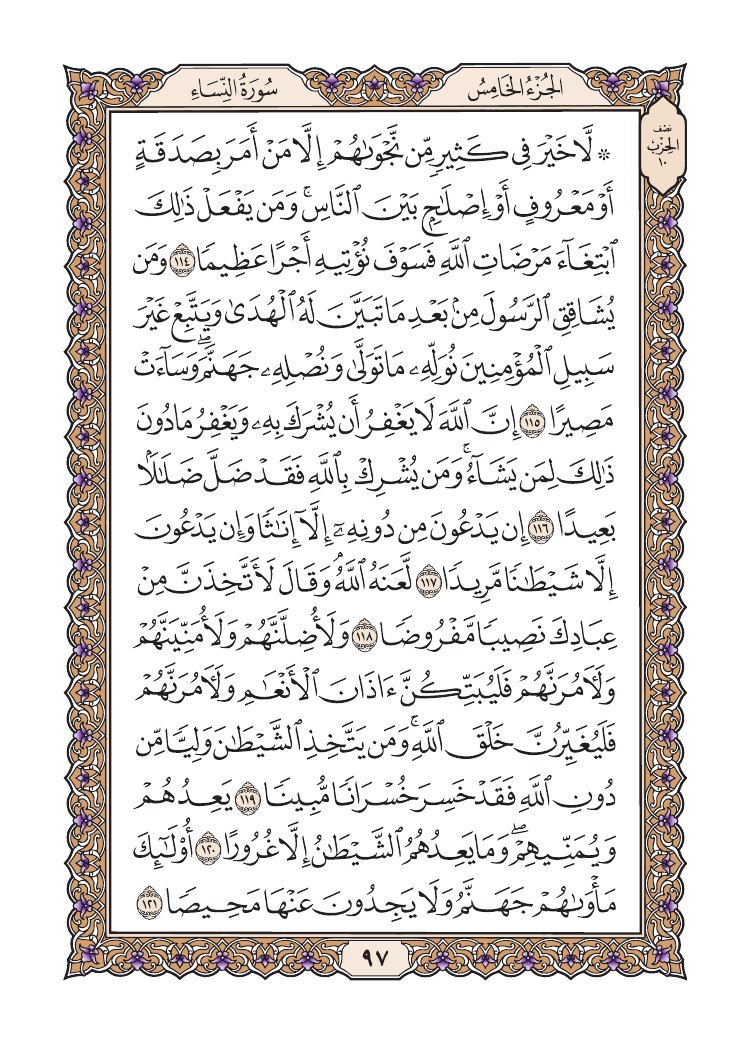 الجُزْءُ الخَامِسُ
سُورَةُ النِّسَاءِ
نصف
الحزب
١٠
۞ لَّا خَيْرَ فِي كَثِيرٍ مِّن نَّجْوَىٰهُمْ إِلَّا مَنْ أَمَرَ بِصَدَقَةٍ
أَوْ مَعْرُوفٍ أَوْ إِصْلَٰحٍۭ بَيْنَ ٱلنَّاسِۚ وَمَن يَفْعَلْ ذَٰلِكَ
ٱبْتِغَآءَ مَرْضَاتِ ٱللَّهِ فَسَوْفَ نُؤْتِيهِ أَجْرًا عَظِيمًا ١١٤ وَمَن
يُشَاقِقِ ٱلرَّسُولَ مِنۢ بَعْدِ مَا تَبَيَّنَ لَهُ ٱلْهُدَىٰ وَيَتَّبِعْ غَيْرَ
سَبِيلِ ٱلْمُؤْمِنِينَ نُوَلِّهِۦ مَا تَوَلَّىٰ وَنُصْلِهِۦ جَهَنَّمَۖ وَسَآءَتْ
مَصِيرًا ١١٥ إِنَّ ٱللَّهَ لَا يَغْفِرُ أَن يُشْرَكَ بِهِۦ وَيَغْفِرُ مَا دُونَ
ذَٰلِكَ لِمَن يَشَآءُۚ وَمَن يُشْرِكْ بِٱللَّهِ فَقَدْ ضَلَّ ضَلَٰلًۢا
بَعِيدًا ١١٦ إِن يَدْعُونَ مِن دُونِهِۦٓ إِلَّآ إِنَٰثًا وَإِن يَدْعُونَ
إِلَّا شَيْطَٰنًا مَّرِيدًا ١١٧ لَّعَنَهُ ٱللَّهُۘ وَقَالَ لَأَتَّخِذَنَّ مِنْ
عِبَادِكَ نَصِيبًا مَّفْرُوضًا ١١٨ وَلَأُضِلَّنَّهُمْ وَلَأُمَنِّيَنَّهُمْ
وَلَءَامُرَنَّهُمْ فَلَيُبَتِّكُنَّ ءَاذَانَ ٱلْأَنْعَٰمِ وَلَءَامُرَنَّهُمْ
فَلَيُغَيِّرُنَّ خَلْقَ ٱللَّهِۚ وَمَن يَتَّخِذِ ٱلشَّيْطَٰنَ وَلِيًّا مِّن
دُونِ ٱللَّهِ فَقَدْ خَسِرَ خُسْرَانًا مُّبِينًا ١١٩ يَعِدُهُمْ
وَيُمَنِّيهِمْۖ وَمَا يَعِدُهُمُ ٱلشَّيْطَٰنُ إِلَّا غُرُورًا ١٢٠ أُو۟لَٰٓئِكَ
مَأْوَىٰهُمْ جَهَنَّمُ وَلَا يَجِدُونَ عَنْهَا مَحِيصًا ١٢١
٩٧